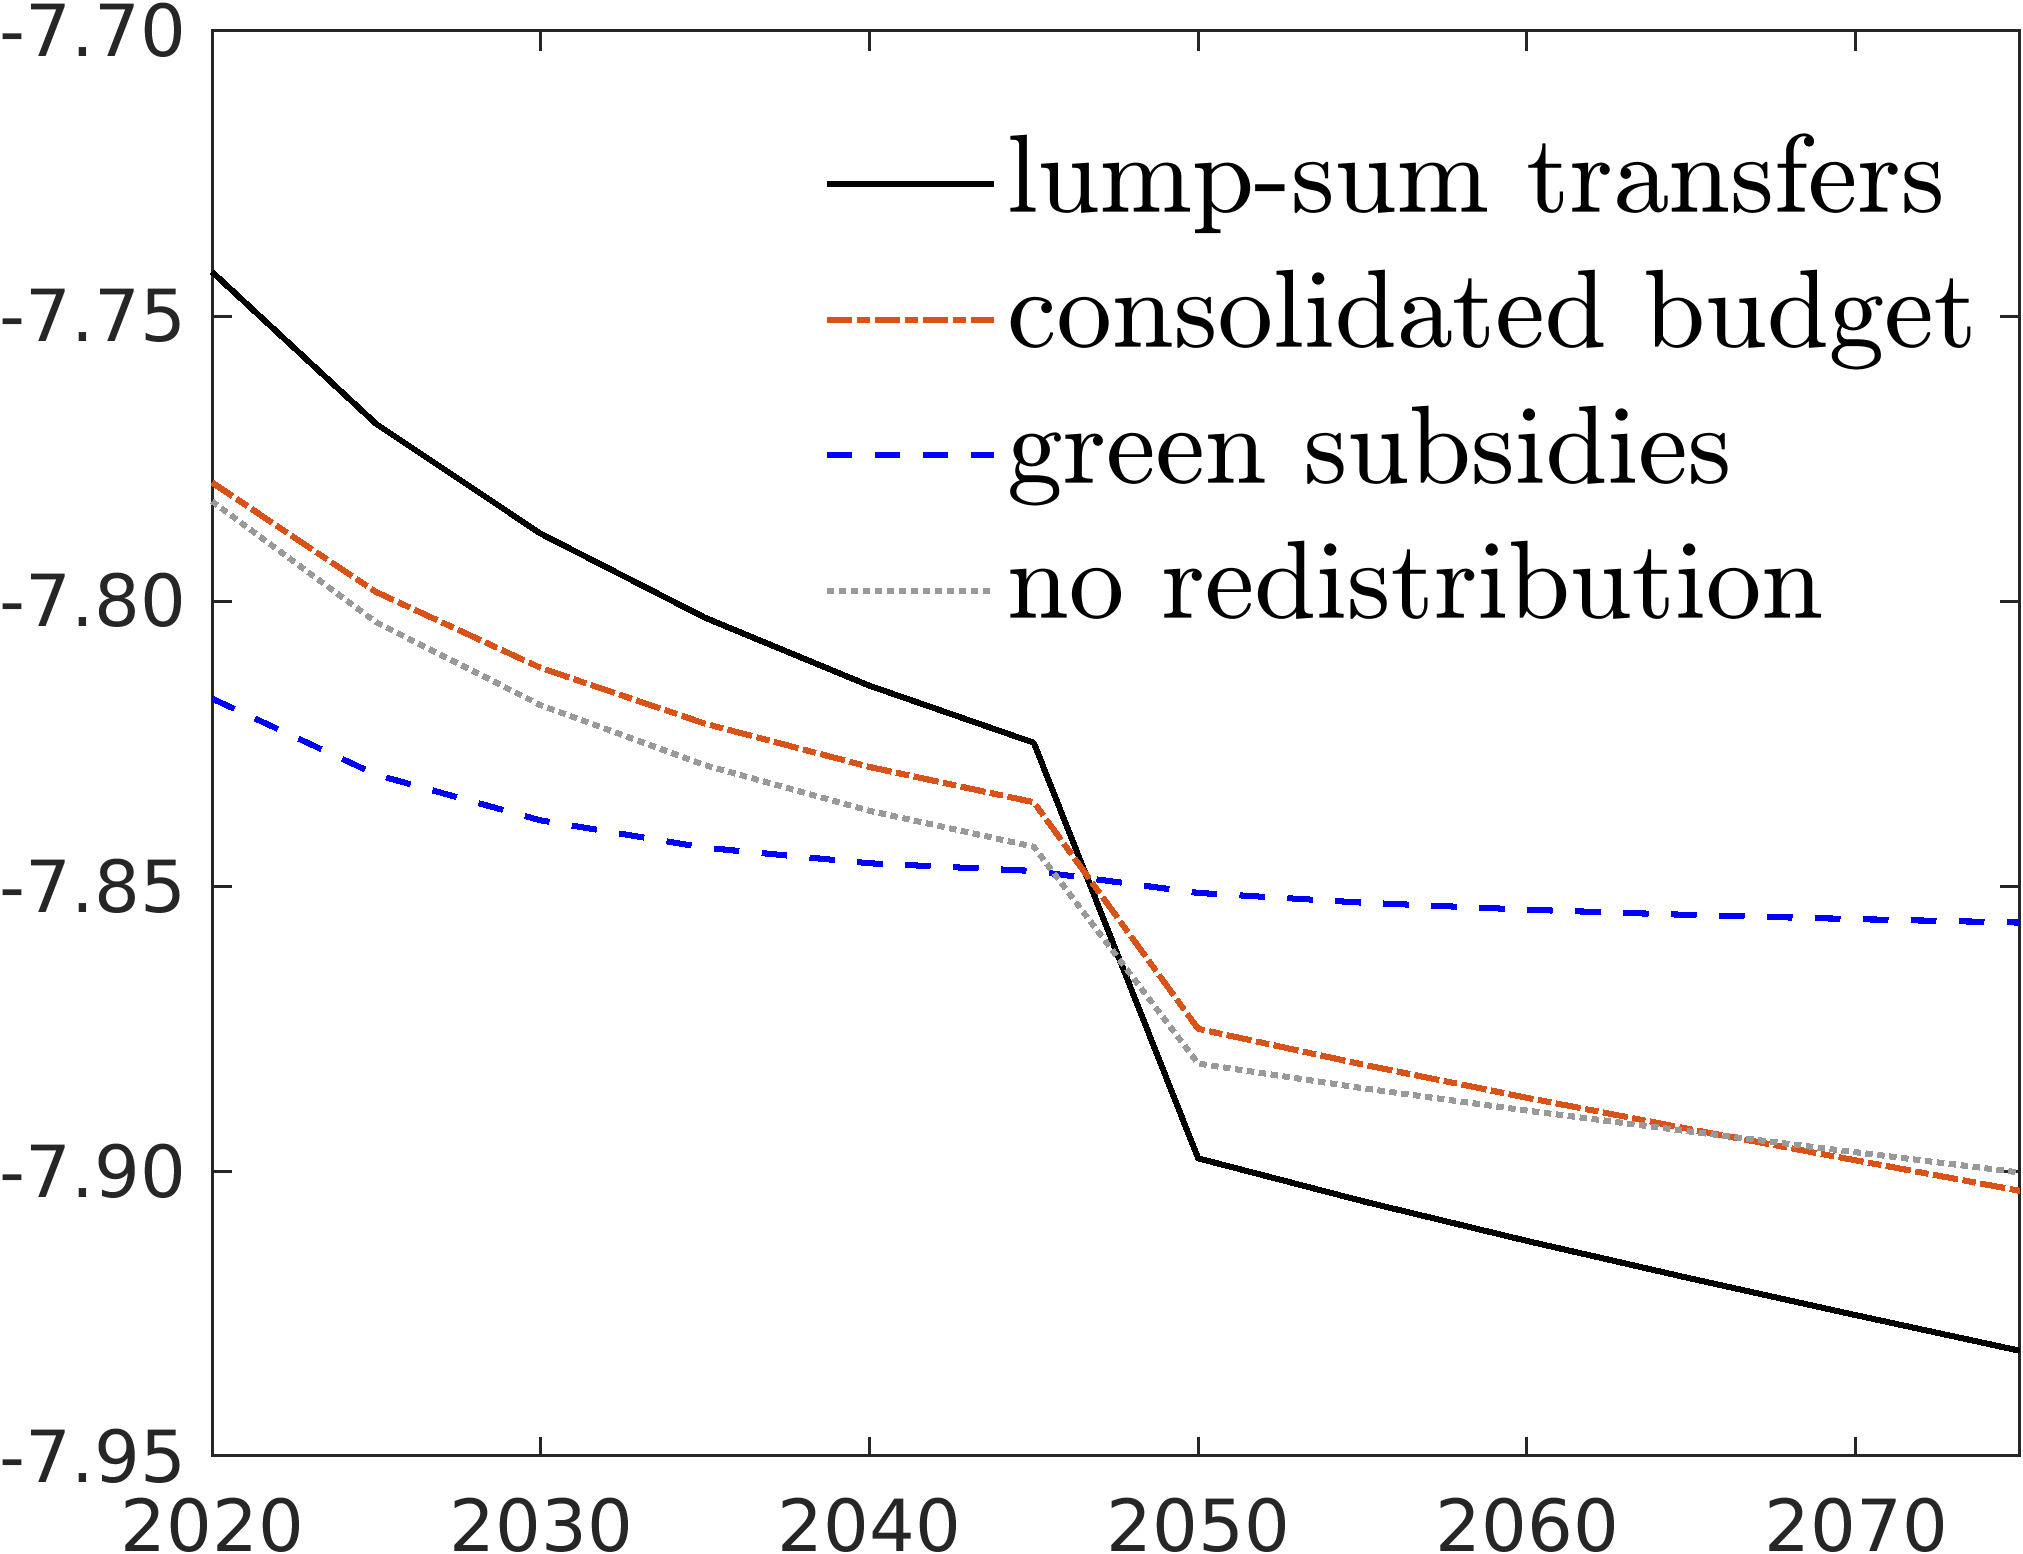 -7.70
lump-sum transfers
-7.75
consolidated budget
green subsidies
-7.80
no redistribution
-7.85
-7.90
-7.95
2020 2030 2040 2050 2060 2070